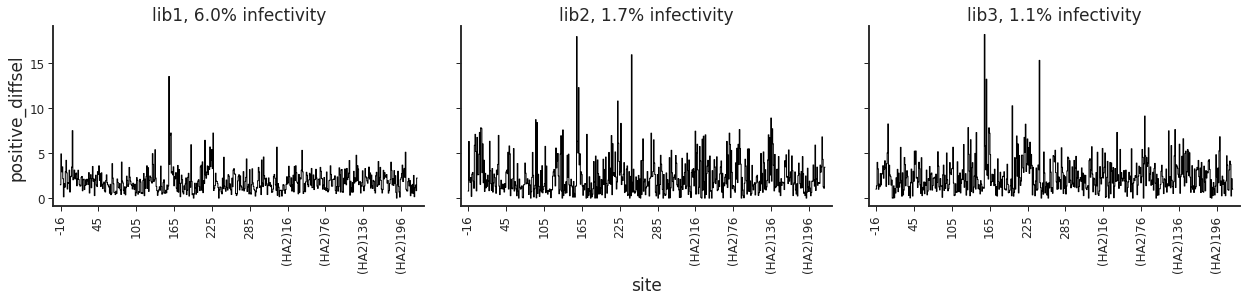 lib1, 6.0% infectivity
lib2, 1.7% infectivity
lib3, 1.1% infectivity
positive_diffsel
15
10
5
0
-16
45
105
165
225
285
(HA2)16
(HA2)76
(HA2)136
(HA2)196
-16
45
105
165
225
285
(HA2)16
(HA2)76
(HA2)136
(HA2)196
-16
45
105
165
225
285
(HA2)16
(HA2)76
(HA2)136
(HA2)196
site